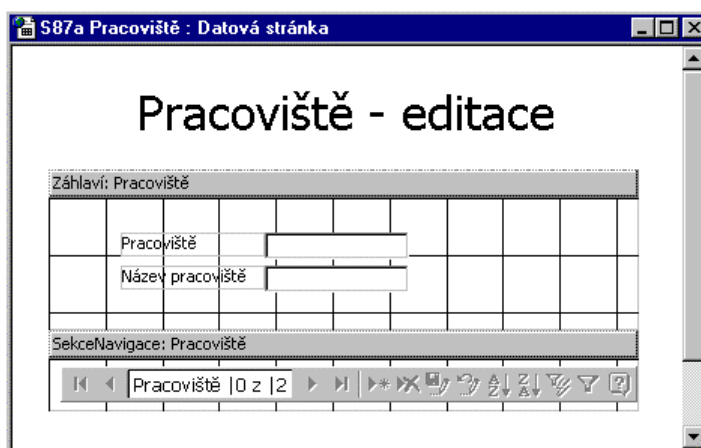 S87a Pracoviště : Datová stránka
Pracoviště - editace
Záhlaví: Pracoviště
Pracoviště
Název pracoviště
SekceNavigace: Pracoviště
Pracoviště |0 z |2